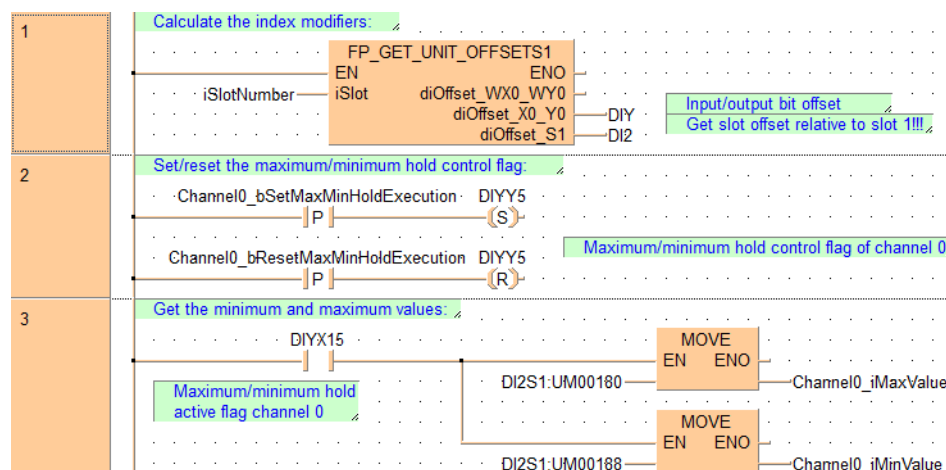 1
Calculate the index modifiers:
FP_GET_UNIT_OFFSETS1
EN ENO
iSlotNumber iSlot diOffset_WX0_WY0
diOffset_X0_Y0 DIY
diOffset_S1 DI2
Input/output bit offset
Get slot offset relative to slot 1!!!
2
Set/reset the maximum/minimum hold control flag:
Channel0_bSetMaxMinHoldExecution DIYY5
P S
Maximum/minimum hold control flag of channel 0
Channel0_bResetMaxMinHoldExecution DIYY5
P R
3
Get the minimum and maximum values:
DIYX15
MOVE
EN ENO
DI2S1:UM00180 Channel0_iMaxValue
Maximum/minimum hold
active flag channel 0
MOVE
EN ENO
DI2S1:UM00188 Channel0_iMinValue